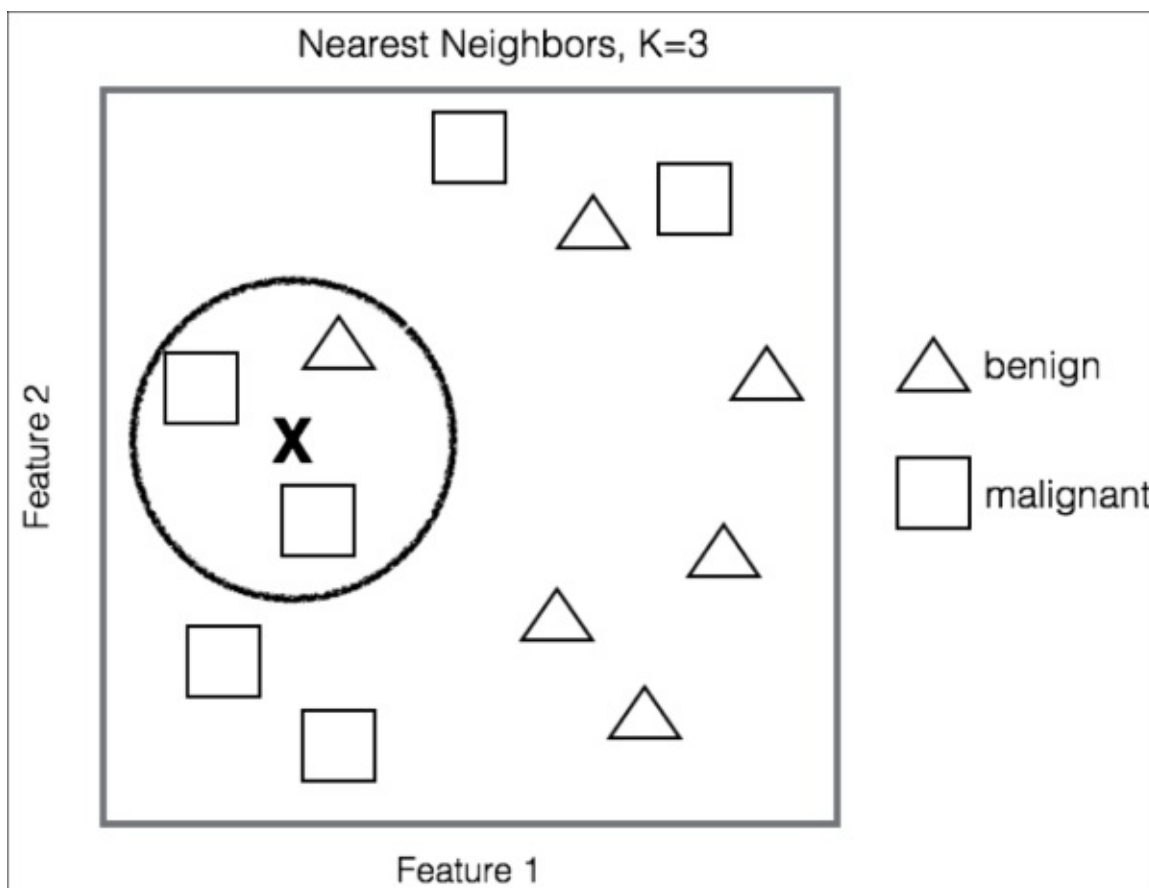 Nearest Neighbors, K=3
X
benign
malignant
Feature 2
Feature 1